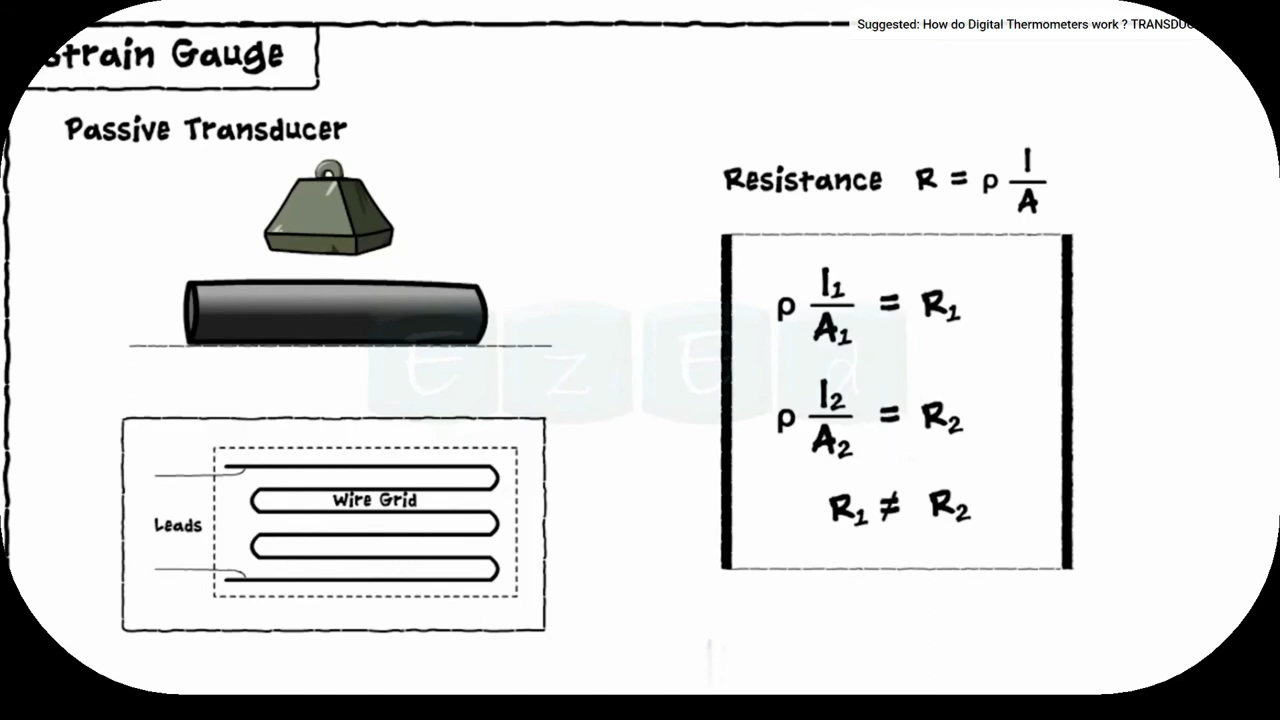 Suggested: How do Digital Thermometers work ? TRANSDUC
Strain Gauge
Passive Transducer
Resistance R = ρ l / A
ρ l₁ / A₁ = R₁
ρ l₂ / A₂ = R₂
R₁ ≠ R₂
Wire Grid
Leads
E z E d